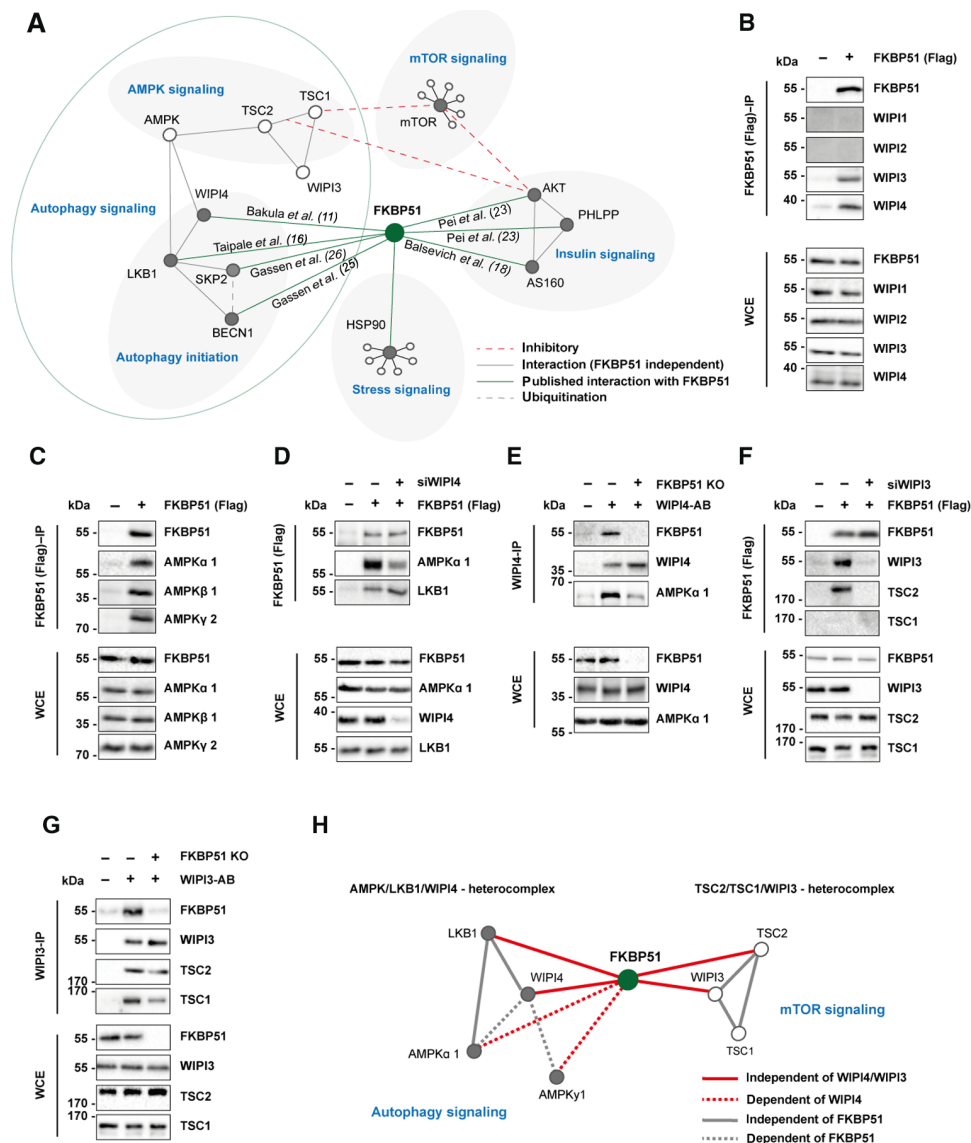 A
mTOR signaling
AMPK signaling
TSC1
TSC2
AMPK
mTOR
WIPI3
WIPI4
AKT
Autophagy signaling
FKBP51
Bakula et al. (11)
Pei et al. (23)
PHLPP
Taipale et al. (16)
Pei et al. (23)
Gassen et al. (26)
Balsevich et al. (18)
Insulin signaling
LKB1
SKP2
Gassen et al. (25)
AS160
BECN1
HSP90
Autophagy initiation
Stress signaling
Inhibitory
Interaction (FKBP51 independent)
Published interaction with FKBP51
Ubiquitination
B
kDa – + FKBP51 (Flag)
FKBP51 (Flag)–IP
55 - FKBP51
55 - WIPI1
55 - WIPI2
55 - WIPI3
40 - WIPI4
WCE
55 - FKBP51
55 - WIPI1
55 - WIPI2
55 - WIPI3
40 - WIPI4
C
kDa – + FKBP51 (Flag)
FKBP51 (Flag)–IP
55 - FKBP51
55 - AMPKα 1
35 - AMPKβ 1
70 - AMPKγ 2
WCE
55 - FKBP51
55 - AMPKα 1
35 - AMPKβ 1
70 - AMPKγ 2
D
– – + siWIPI4
kDa – + + FKBP51 (Flag)
FKBP51 (Flag)
55 - FKBP51
55 - AMPKα 1
55 - LKB1
WCE
55 - FKBP51
55 - AMPKα 1
40 - WIPI4
55 - LKB1
E
– – + FKBP51 KO
kDa – + + WIPI4-AB
WIPI4-IP
55 - FKBP51
35 - WIPI4
70
55 - AMPKα 1
WCE
55 - FKBP51
40 - WIPI4
55 - AMPKα 1
F
– – + siWIPI3
kDa – + + FKBP51 (Flag)
FKBP51 (Flag)
55 - FKBP51
55 - WIPI3
170 - TSC2
170 - TSC1
WCE
55 - FKBP51
55 - WIPI3
170 - TSC2
170 - TSC1
G
– – + FKBP51 KO
kDa – + + WIPI3-AB
WIPI3-IP
55 - FKBP51
55 - WIPI3
TSC2
170 -
170 - TSC1
WCE
55 - FKBP51
55 - WIPI3
170 - TSC2
170 - TSC1
H
AMPK/LKB1/WIPI4 - heterocomplex
TSC2/TSC1/WIPI3 - heterocomplex
LKB1
FKBP51
TSC2
WIPI4
WIPI3
mTOR signaling
AMPKα 1
TSC1
AMPKy1
Autophagy signaling
Independent of WIPI4/WIPI3
Dependent of WIPI4
Independent of FKBP51
Dependent of FKBP51